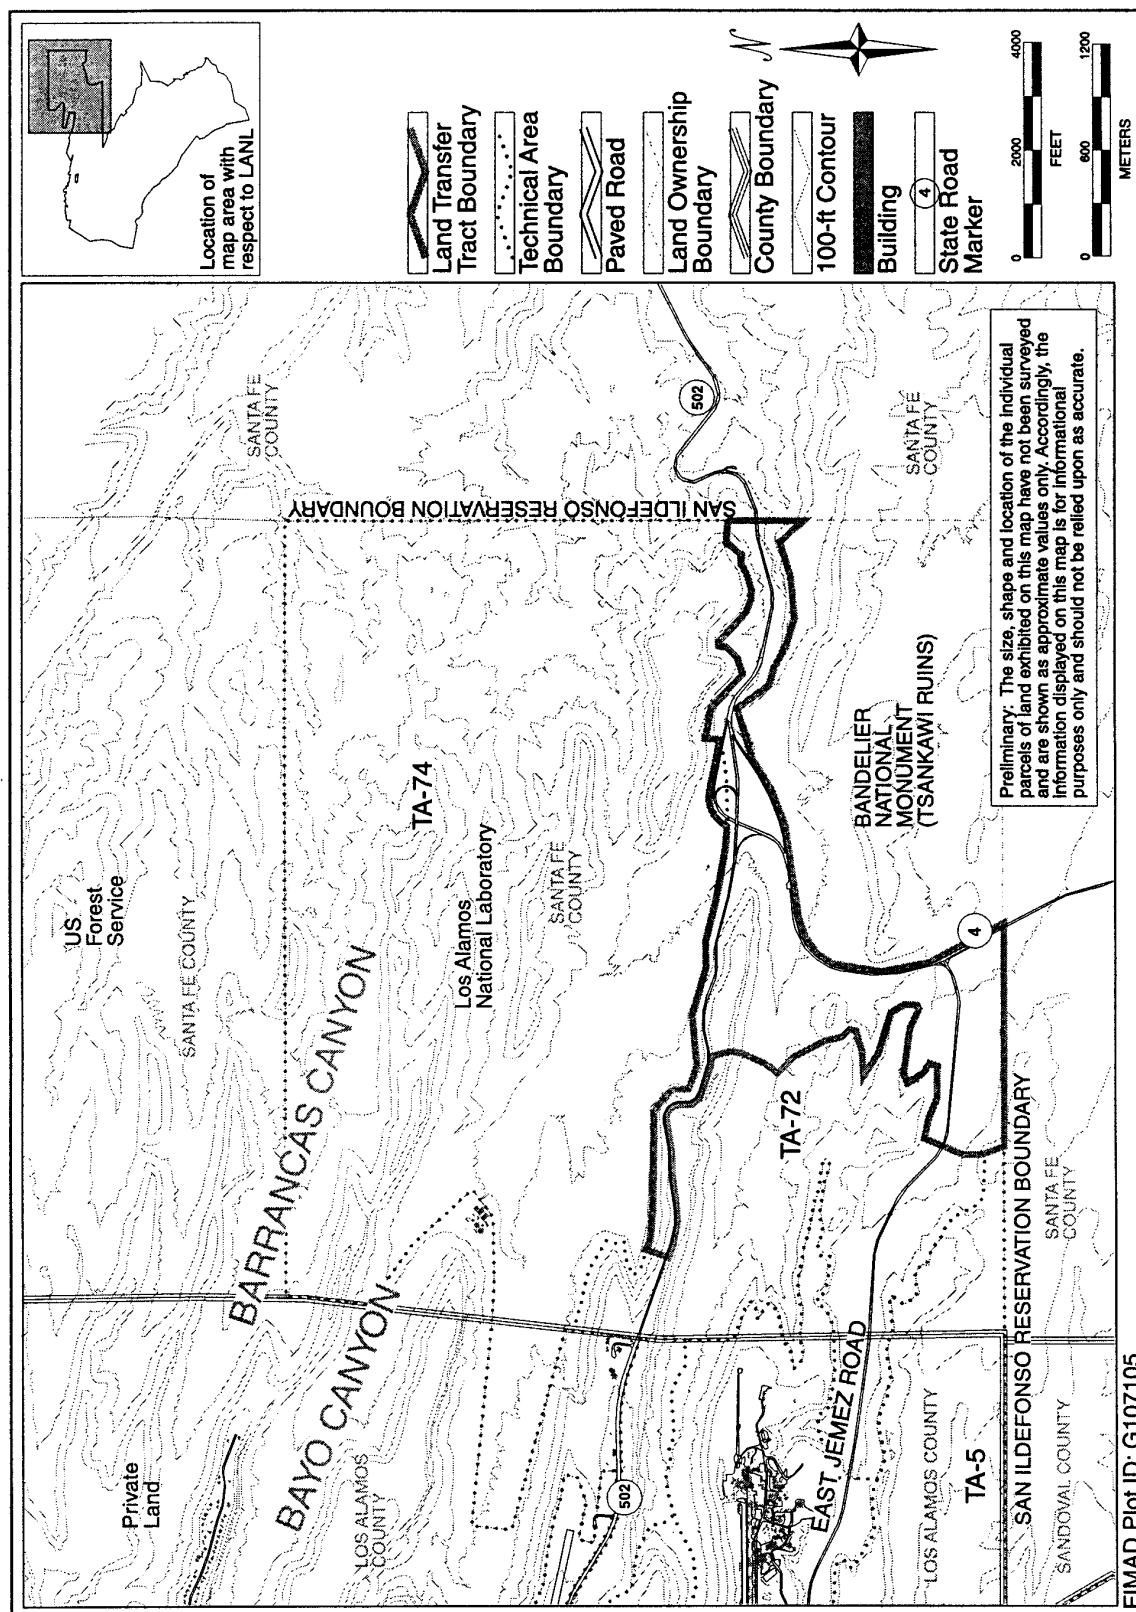 Private
Land
US
Forest
Service
SANTA FE COUNTY
SANTA FE
COUNTY
BARRANCAS CANYON
BAYO CANYON
LOS ALAMOS
COUNTY
TA-74
Los Alamos
National Laboratory
SANTA FE
COUNTY
SAN ILDEFONSO RESERVATION BOUNDARY
502
502
TA-72
EAST JEMEZ ROAD
BANDELIER
NATIONAL
MONUMENT
(TSANKAWI RUINS)
SANTA FE
COUNTY
4
LOS ALAMOS COUNTY
TA-5
SAN ILDEFONSO RESERVATION BOUNDARY
SANDOVAL COUNTY
SANTA FE
COUNTY
Preliminary: The size, shape and location of the individual
parcels of land exhibited on this map have not been surveyed
and are shown as approximate values only. Accordingly, the
information displayed on this map is for informational
purposes only and should not be relied upon as accurate.
FIMAD Plot ID: G107105
Location of
map area with
respect to LANL
Land Transfer
Tract Boundary
Technical Area
Boundary
Paved Road
Land Ownership
Boundary
County Boundary
100-ft Contour
Building
4
State Road
Marker
N
0 2000 4000
FEET
0 600 1200
METERS